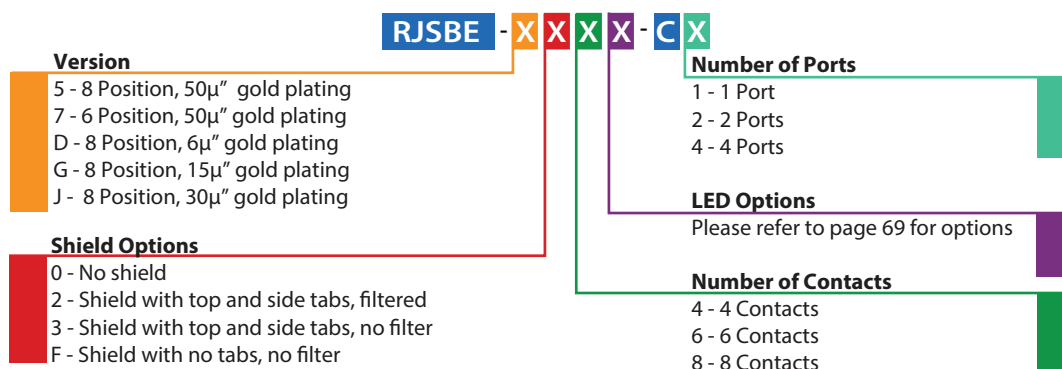 RJSBE - X X X X - C X
Version
5 - 8 Position, 50µ” gold plating
7 - 6 Position, 50µ” gold plating
D - 8 Position, 6µ” gold plating
G - 8 Position, 15µ” gold plating
J - 8 Position, 30µ” gold plating
Shield Options
0 - No shield
2 - Shield with top and side tabs, filtered
3 - Shield with top and side tabs, no filter
F - Shield with no tabs, no filter
Number of Ports
1 - 1 Port
2 - 2 Ports
4 - 4 Ports
LED Options
Please refer to page 69 for options
Number of Contacts
4 - 4 Contacts
6 - 6 Contacts
8 - 8 Contacts